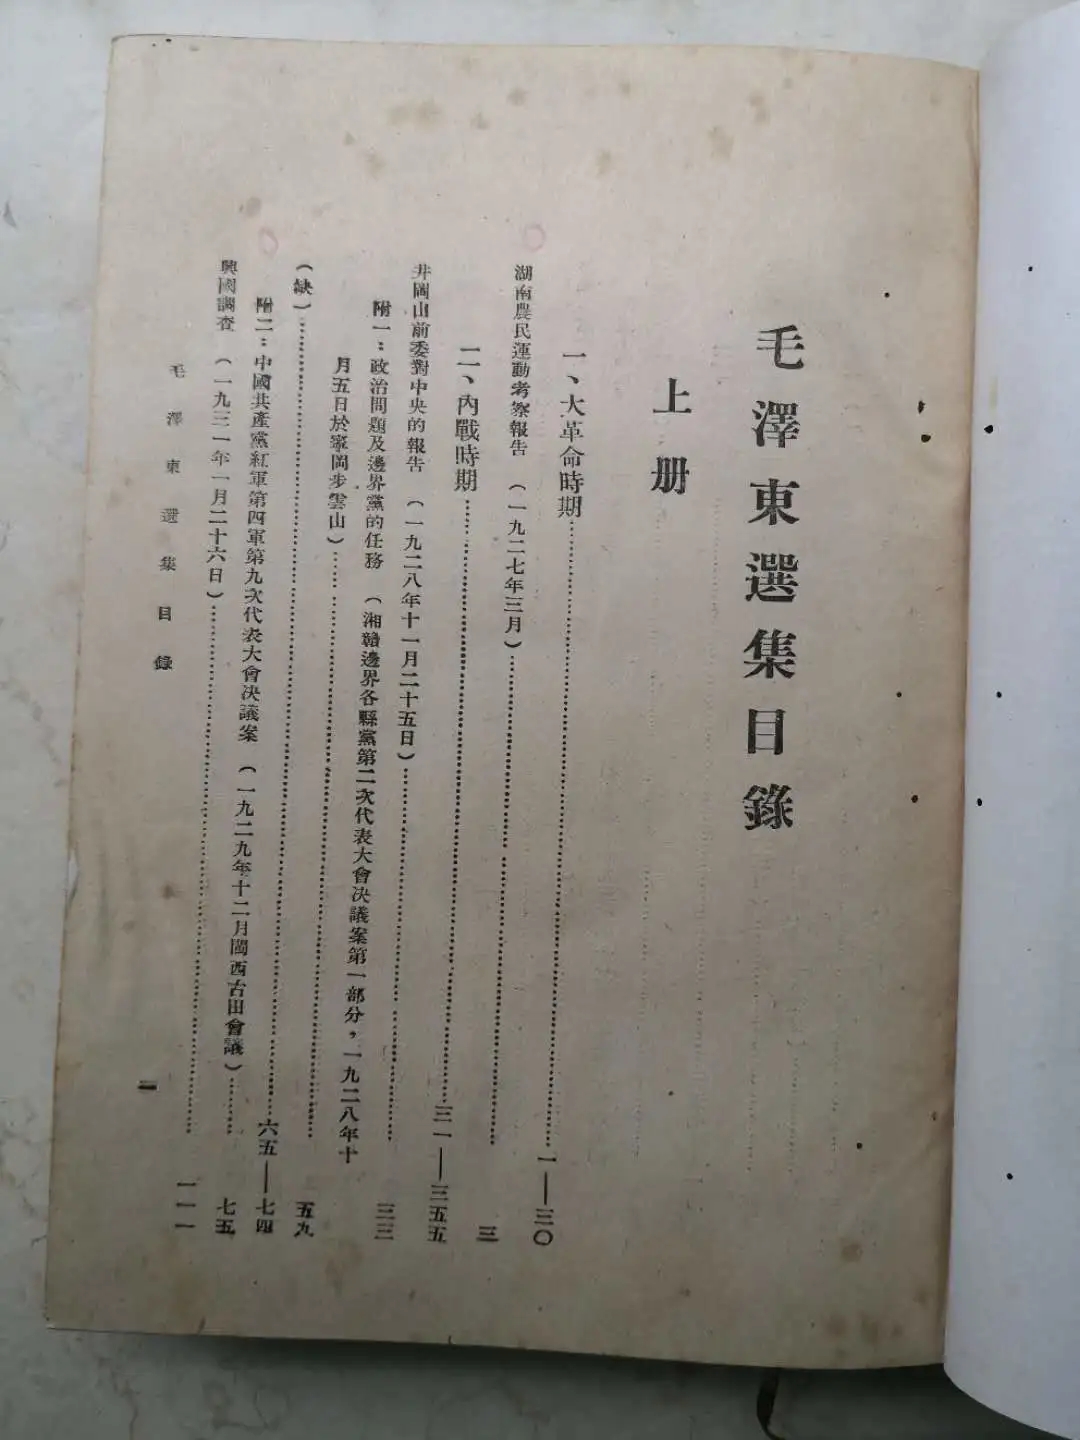 毛澤東選集目錄
上册
一、大革命時期……一——三〇
湖南農民運動考察報告（一九二七年三月）……三
二、內戰時期……三一——三五五
井岡山前委對中央的報告（一九二八年十一月二十五日）……三三
附一：政治問題及邊界黨的任務（湘贛邊界各縣黨第二次代表大會決議案第一部分，一九二八年十
月五日於寗岡步雲山）……五九
（缺）……六五——七四
附二：中國共產黨紅軍第四軍第九次代表大會決議案（一九二九年十二月閩西古田會議）……七五
興國調查（一九三一年一月二十六日）……一一一
毛澤東選集目錄
一